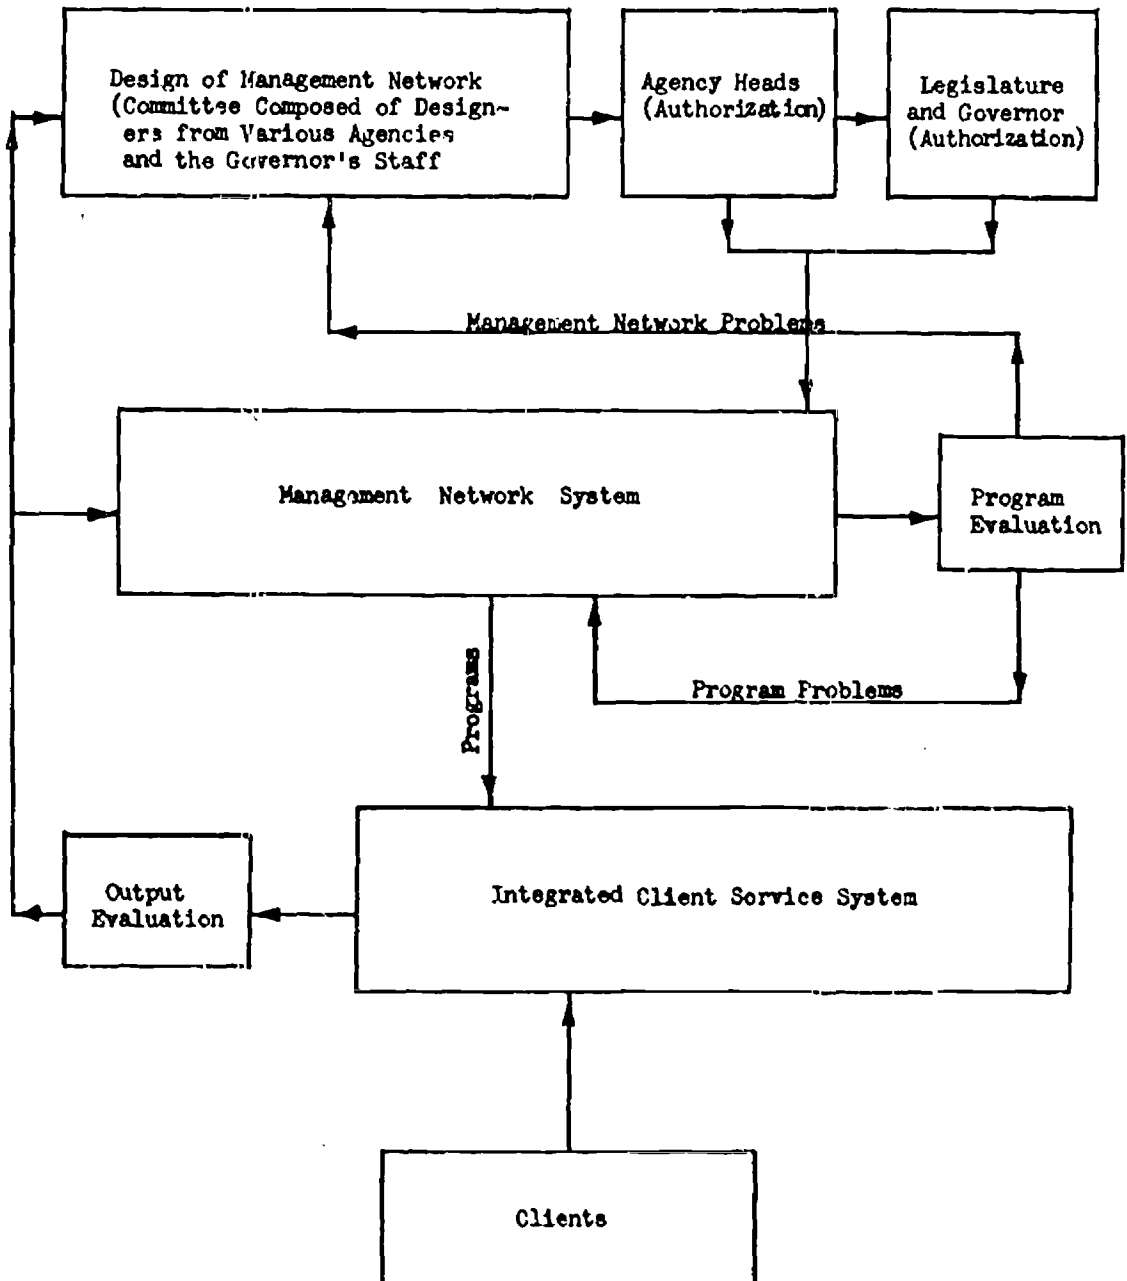 Design of Management Network
(Committee Composed of Design-
ers from Various Agencies
and the Governor's Staff
Agency Heads
(Authorization)
Legislature
and Governor
(Authorization)
Management Network Problems
Management Network System
Program
Evaluation
Programs
Program Problems
Output
Evaluation
Integrated Client Service System
Clients